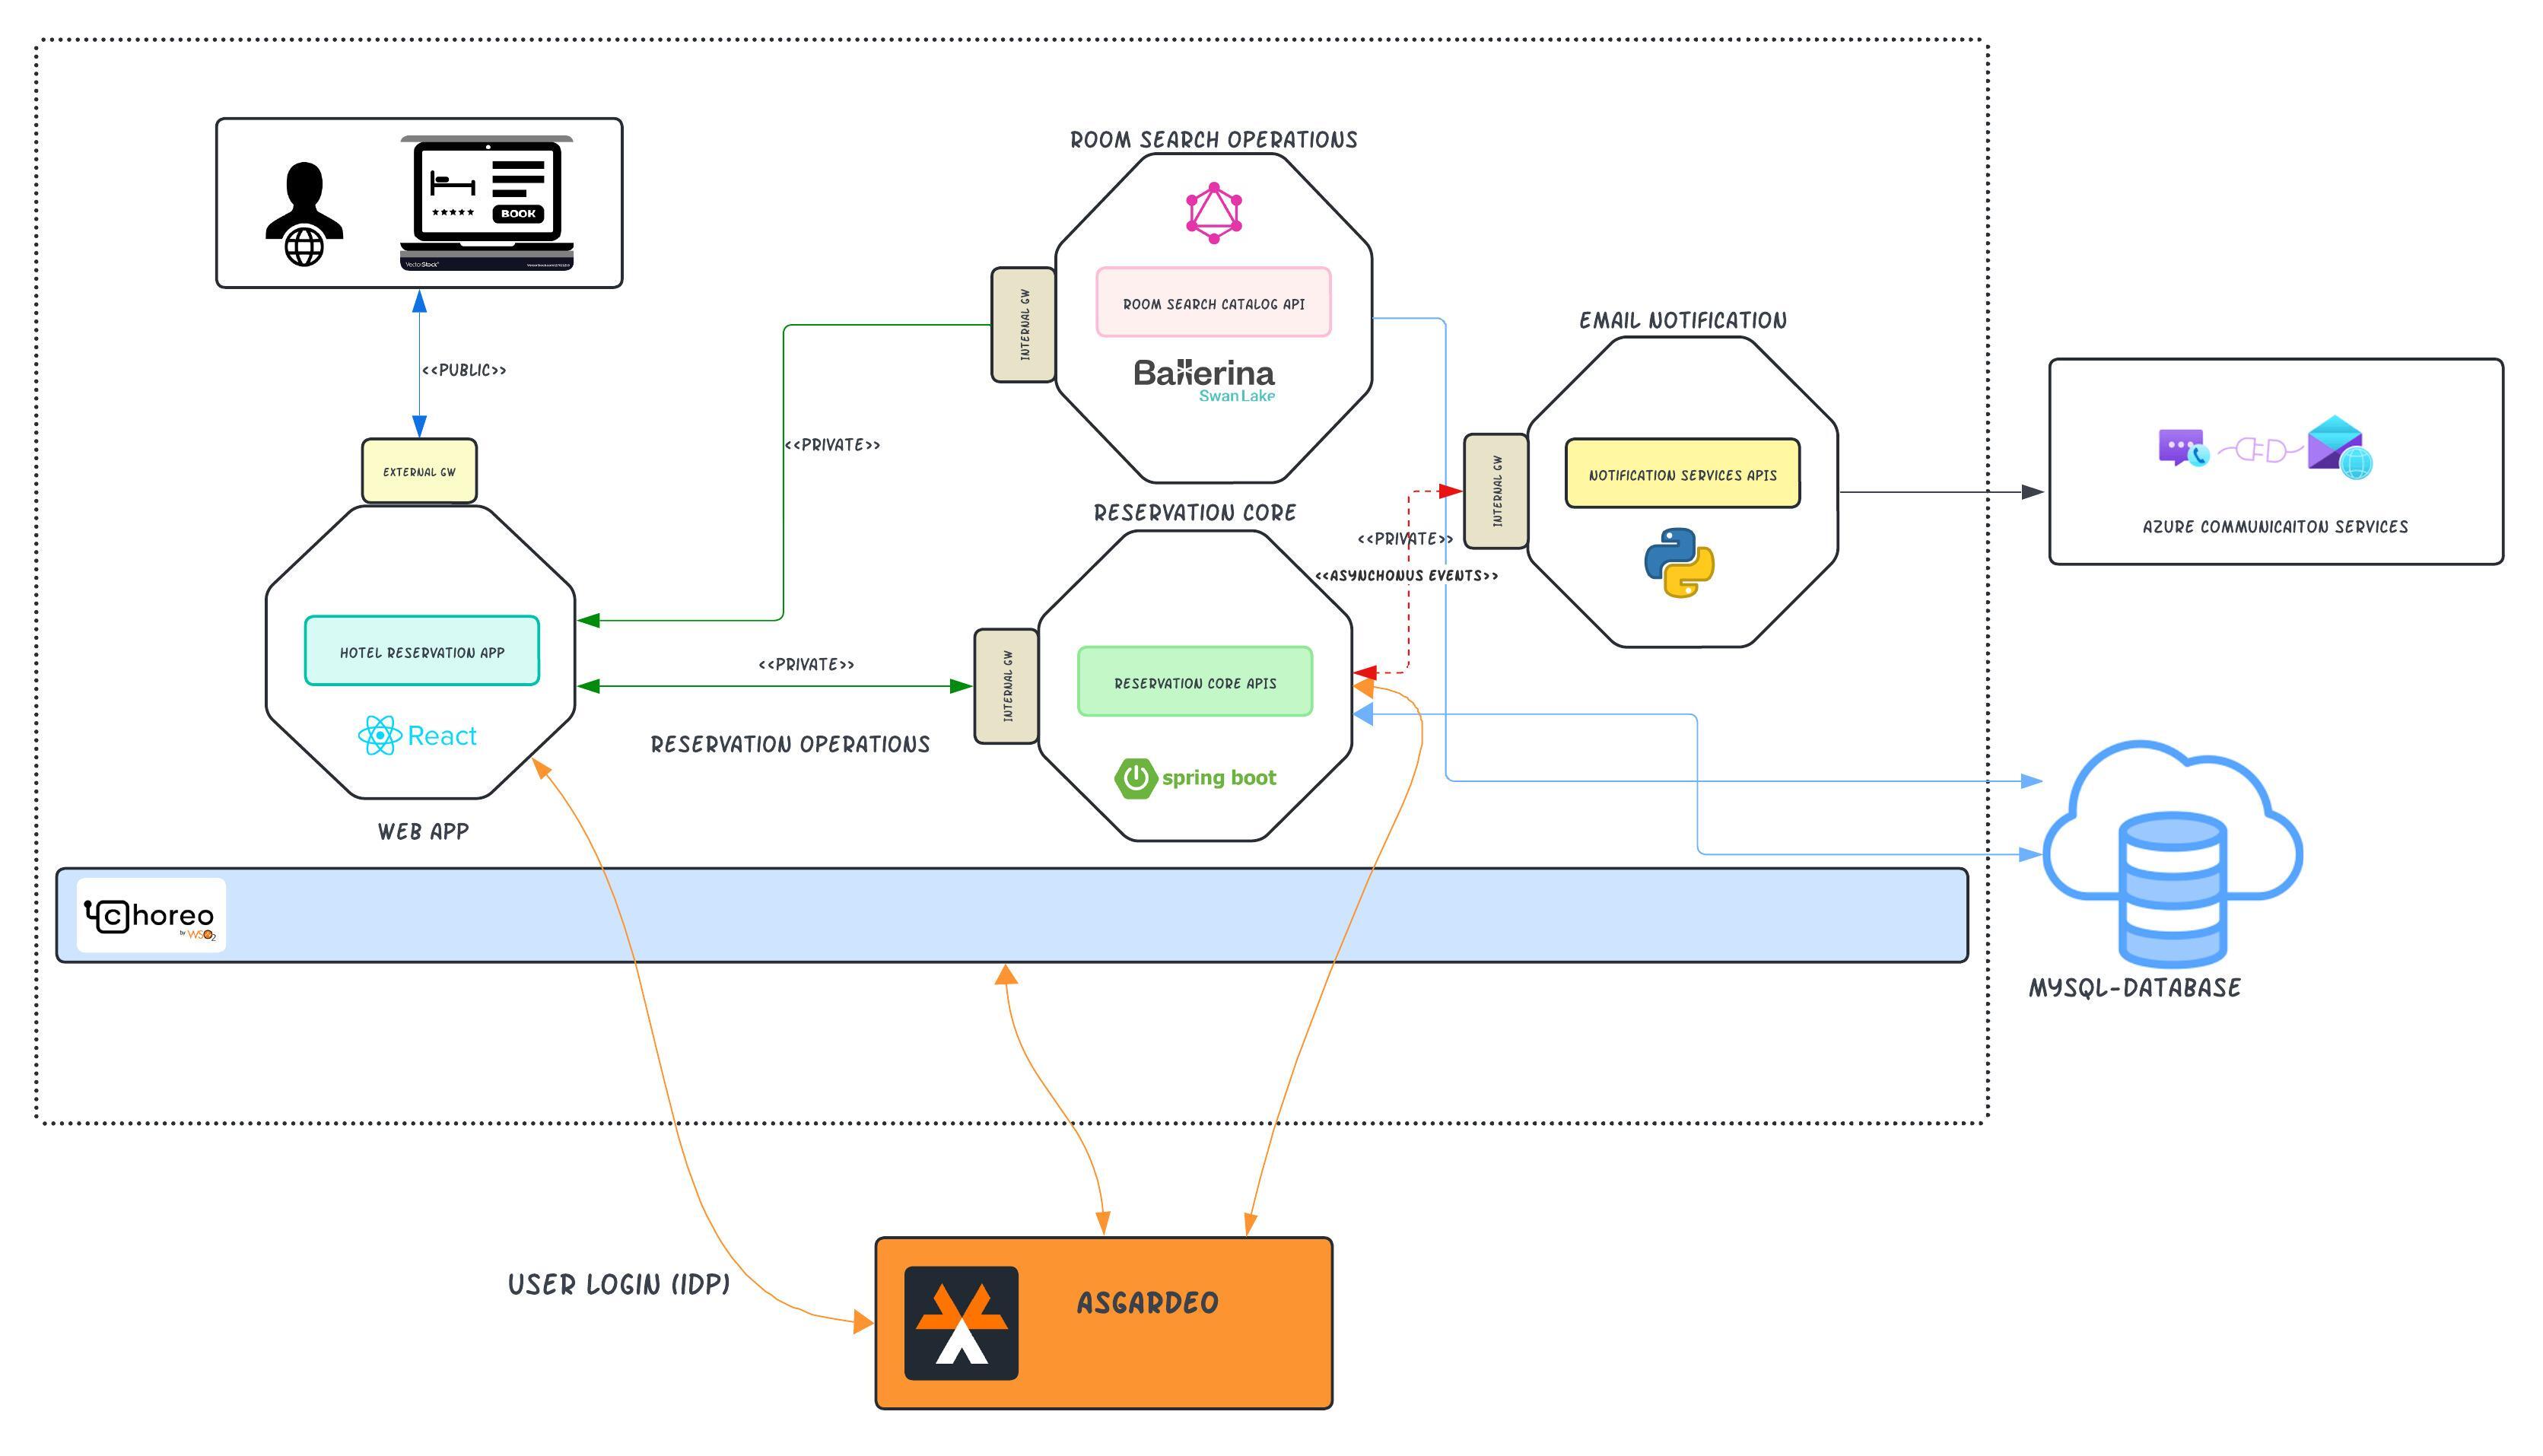 BOOK
VectorStock®
<<PUBLIC>>
EXTERNAL GW
HOTEL RESERVATION APP
React
WEB APP
ROOM SEARCH OPERATIONS
INTERNAL GW
ROOM SEARCH CATALOG API
Ballerina
Swan Lake
<<PRIVATE>>
<<PRIVATE>>
RESERVATION OPERATIONS
RESERVATION CORE
INTERNAL GW
RESERVATION CORE APIS
spring boot
<<PRIVATE>>
<<ASYNCHONUS EVENTS>>
EMAIL NOTIFICATION
INTERNAL GW
NOTIFICATION SERVICES APIS
AZURE COMMUNICAITON SERVICES
MYSQL-DATABASE
choreo
by WSO2
USER LOGIN (IDP)
ASGARDEO